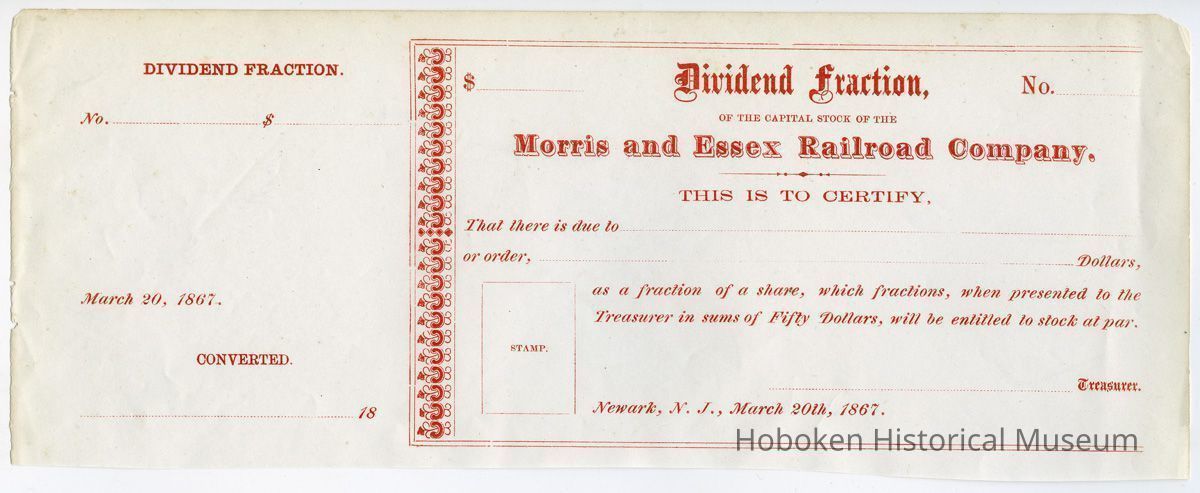 DIVIDEND FRACTION.
No. $
March 20, 1867.
CONVERTED.
18
$ Dividend Fraction, No.
OF THE CAPITAL STOCK OF THE
Morris and Essex Railroad Company.
THIS IS TO CERTIFY,
That there is due to
or order, Dollars,
as a fraction of a share, which fractions, when presented to the
Treasurer in sums of Fifty Dollars, will be entitled to stock at par.
STAMP.
Treasurer.
Newark, N. J., March 20th, 1867.
Hoboken Historical Museum